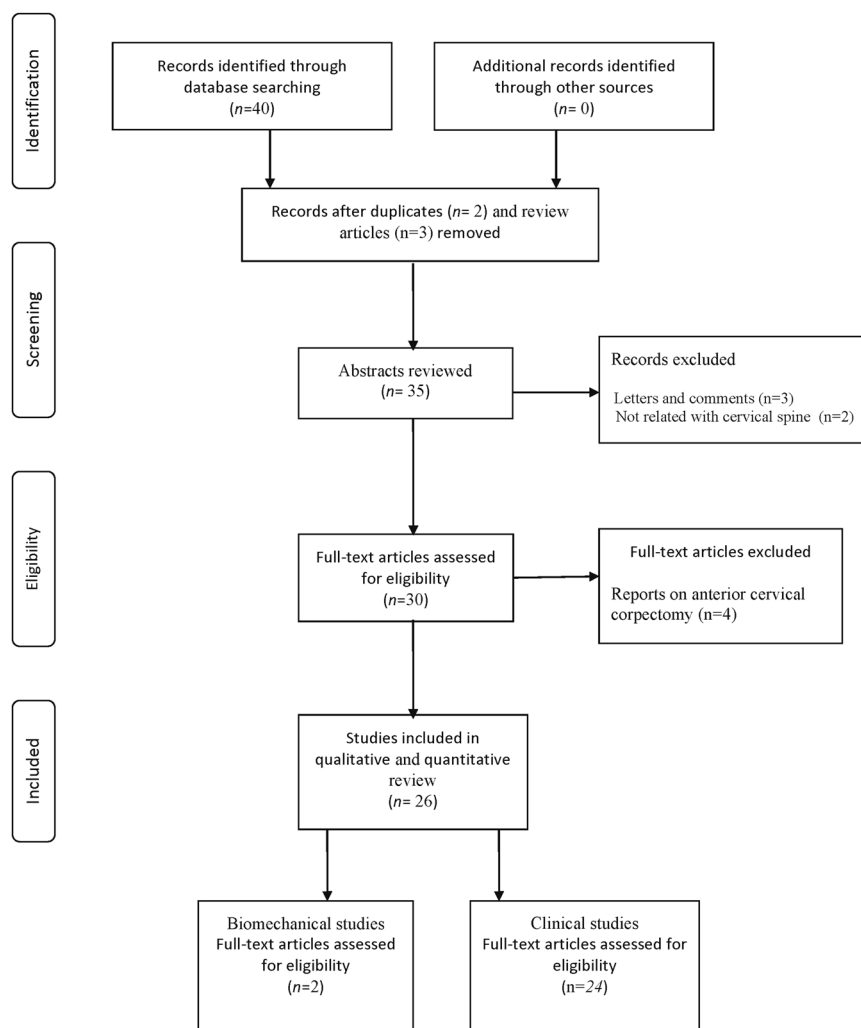 Identification
Records identified through
database searching
(n=40)
Additional records identified
through other sources
(n= 0)
Records after duplicates (n= 2) and review
articles (n=3) removed
Screening
Abstracts reviewed
(n= 35)
Records excluded
Letters and comments (n=3)
Not related with cervical spine (n=2)
Eligibility
Full-text articles assessed
for eligibility
(n=30)
Full-text articles excluded
Reports on anterior cervical
corpectomy (n=4)
Included
Studies included in
qualitative and quantitative
review
(n= 26)
Biomechanical studies
Full-text articles assessed
for eligibility
(n=2)
Clinical studies
Full-text articles assessed for
eligibility
(n=24)